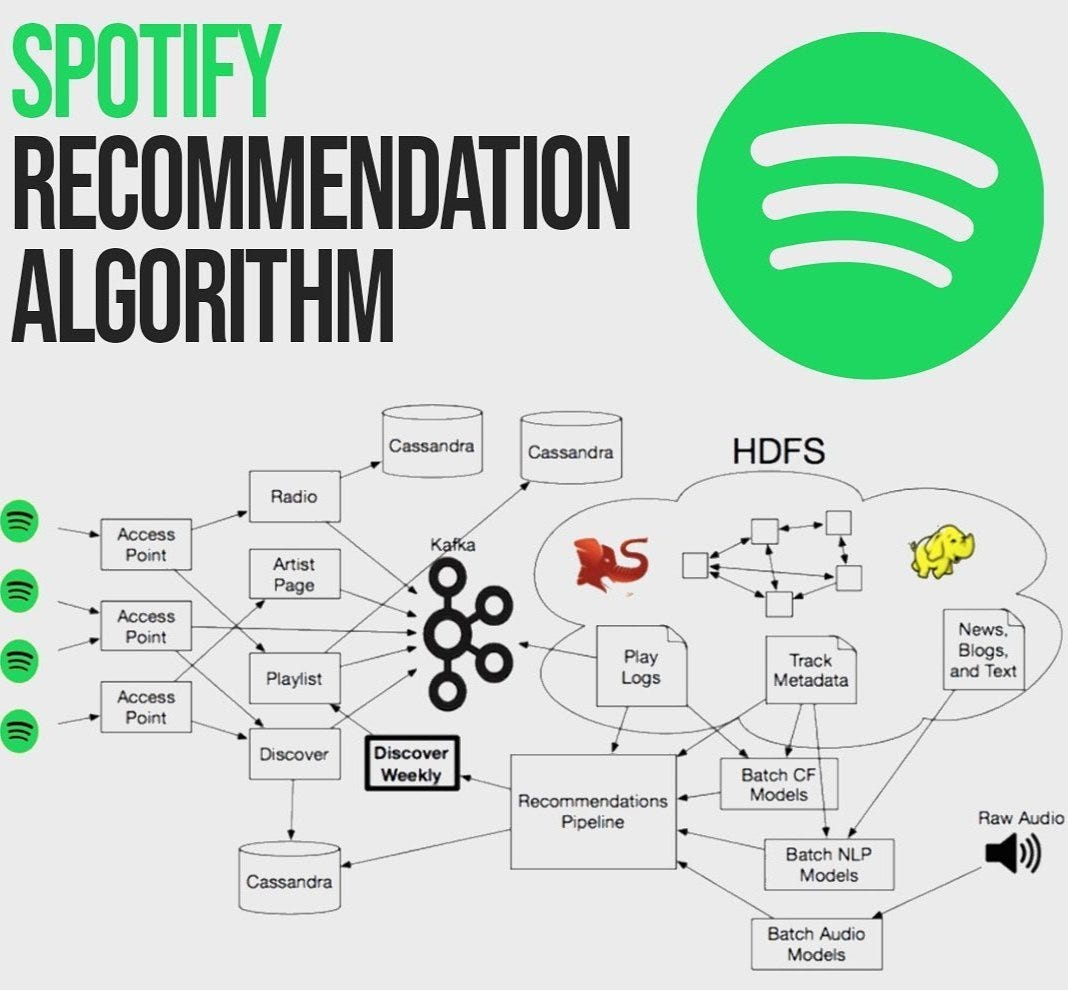 SPOTIFY
RECOMMENDATION
ALGORITHM
Cassandra
Cassandra
HDFS
Radio
Access
Point
Artist
Page
Kafka
Access
Point
Playlist
Play
Logs
Track
Metadata
News,
Blogs,
and Text
Access
Point
Discover
Discover
Weekly
Recommendations
Pipeline
Batch CF
Models
Raw Audio
Batch NLP
Models
Cassandra
Batch Audio
Models